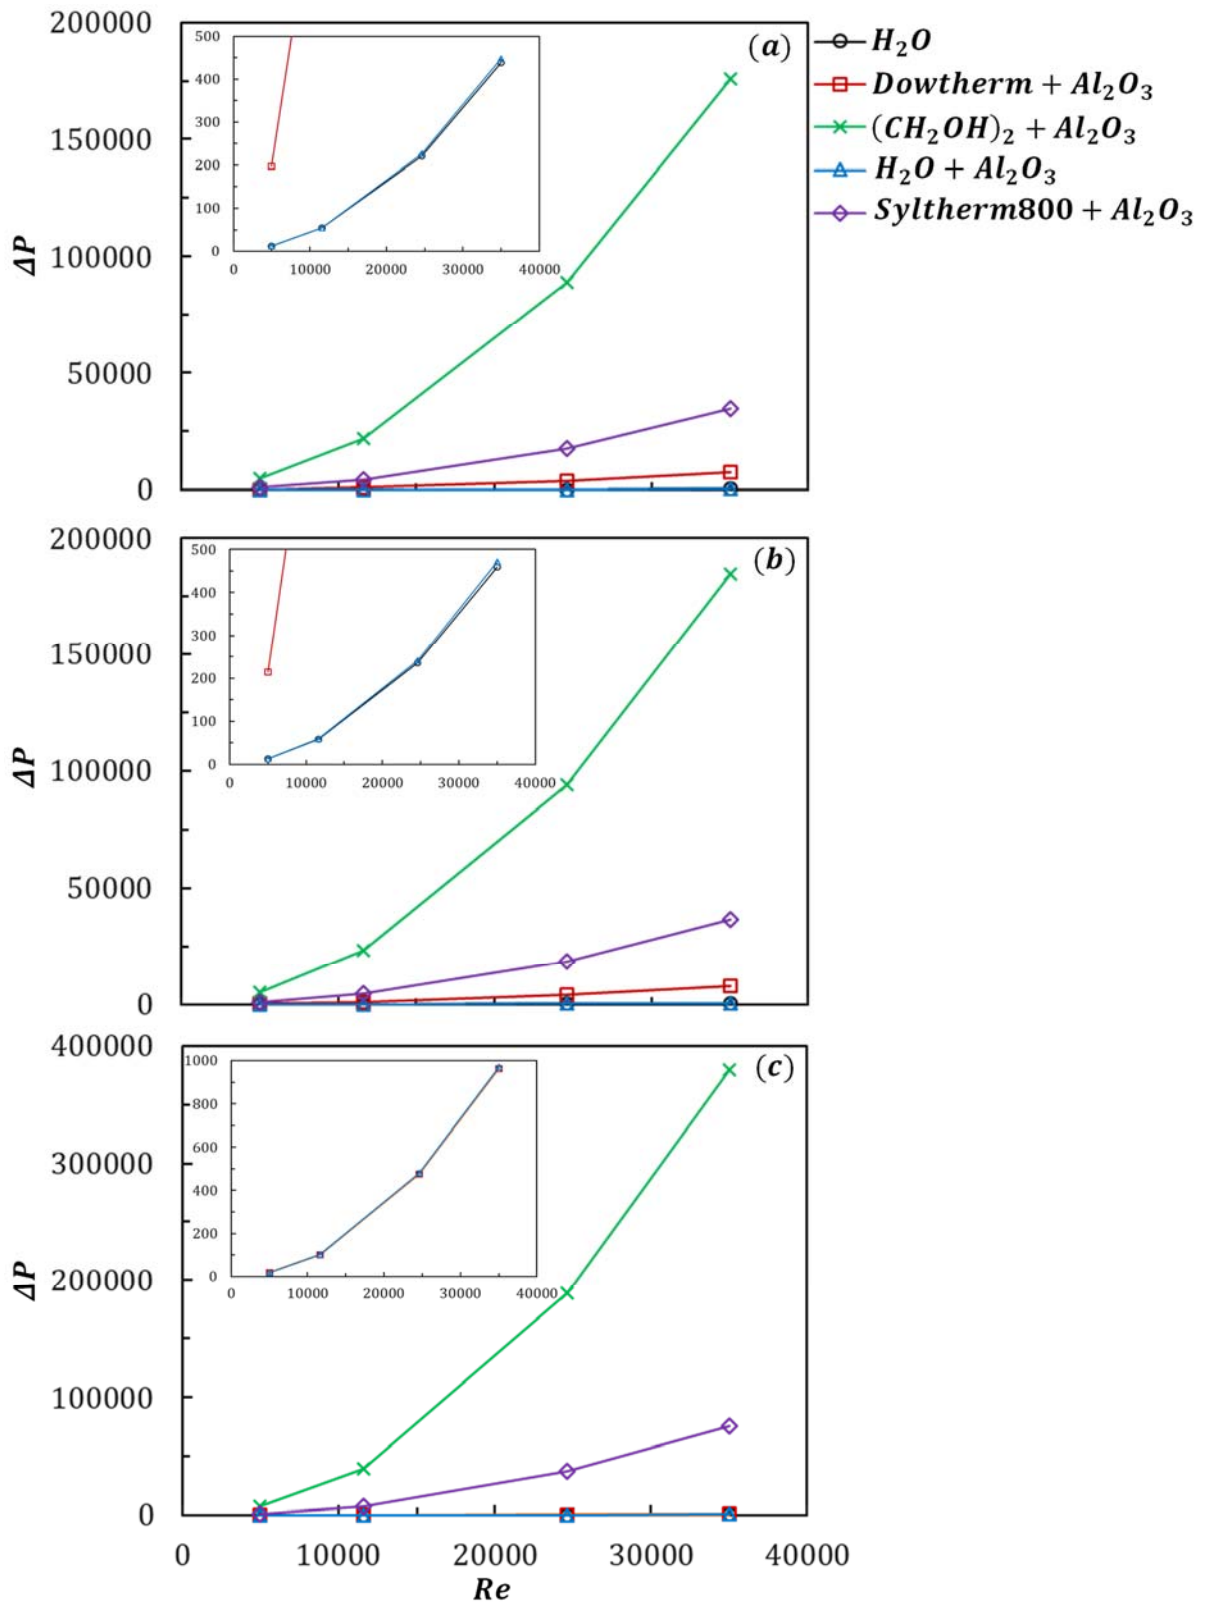 200000
150000
100000
50000
0
ΔP
(a)
500
400
300
200
100
0
0 10000 20000 30000 40000
H₂O
Dowtherm + Al₂O₃
(CH₂OH)₂ + Al₂O₃
H₂O + Al₂O₃
Syltherm800 + Al₂O₃
200000
150000
100000
50000
0
ΔP
(b)
500
400
300
200
100
0
0 10000 20000 30000 40000
400000
300000
200000
100000
0
ΔP
(c)
1000
800
600
400
200
0
0 10000 20000 30000 40000
0 10000 20000 30000 40000
Re